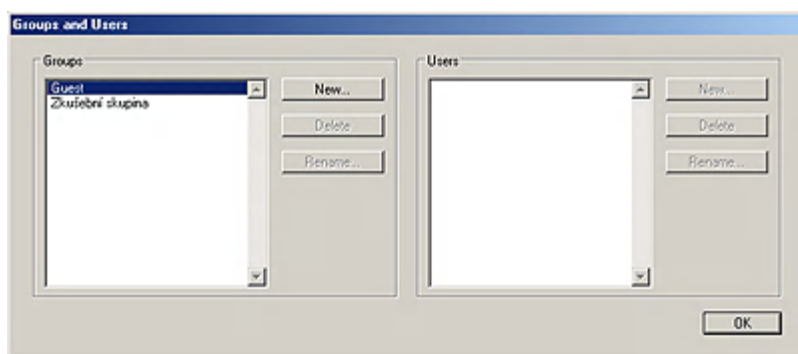 Groups and Users
Groups
Guest
Zkušební skupina
New...
Delete
Rename...
Users
New...
Delete
Rename...
OK